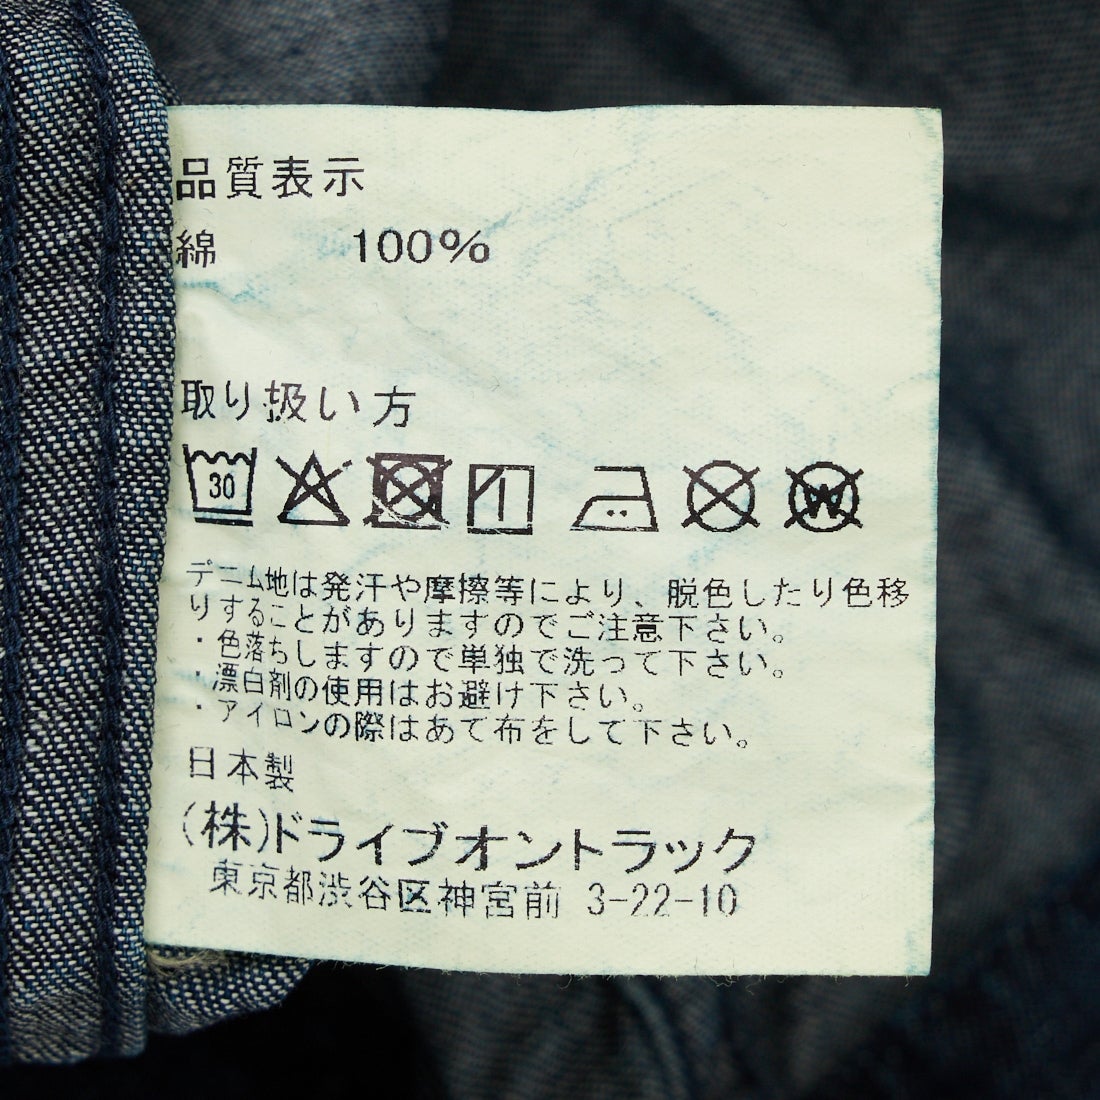 品質表示
綿 100%
取り扱い方
30
W
デニム地は発汗や摩擦等により、脱色したり色移
りすることがありますのでご注意下さい。
・色落ちしますので単独で洗って下さい。
・漂白剤の使用はお避け下さい。
・アイロンの際はあて布をして下さい。
日本製
(株)ドライブオントラック
東京都渋谷区神宮前 3-22-10